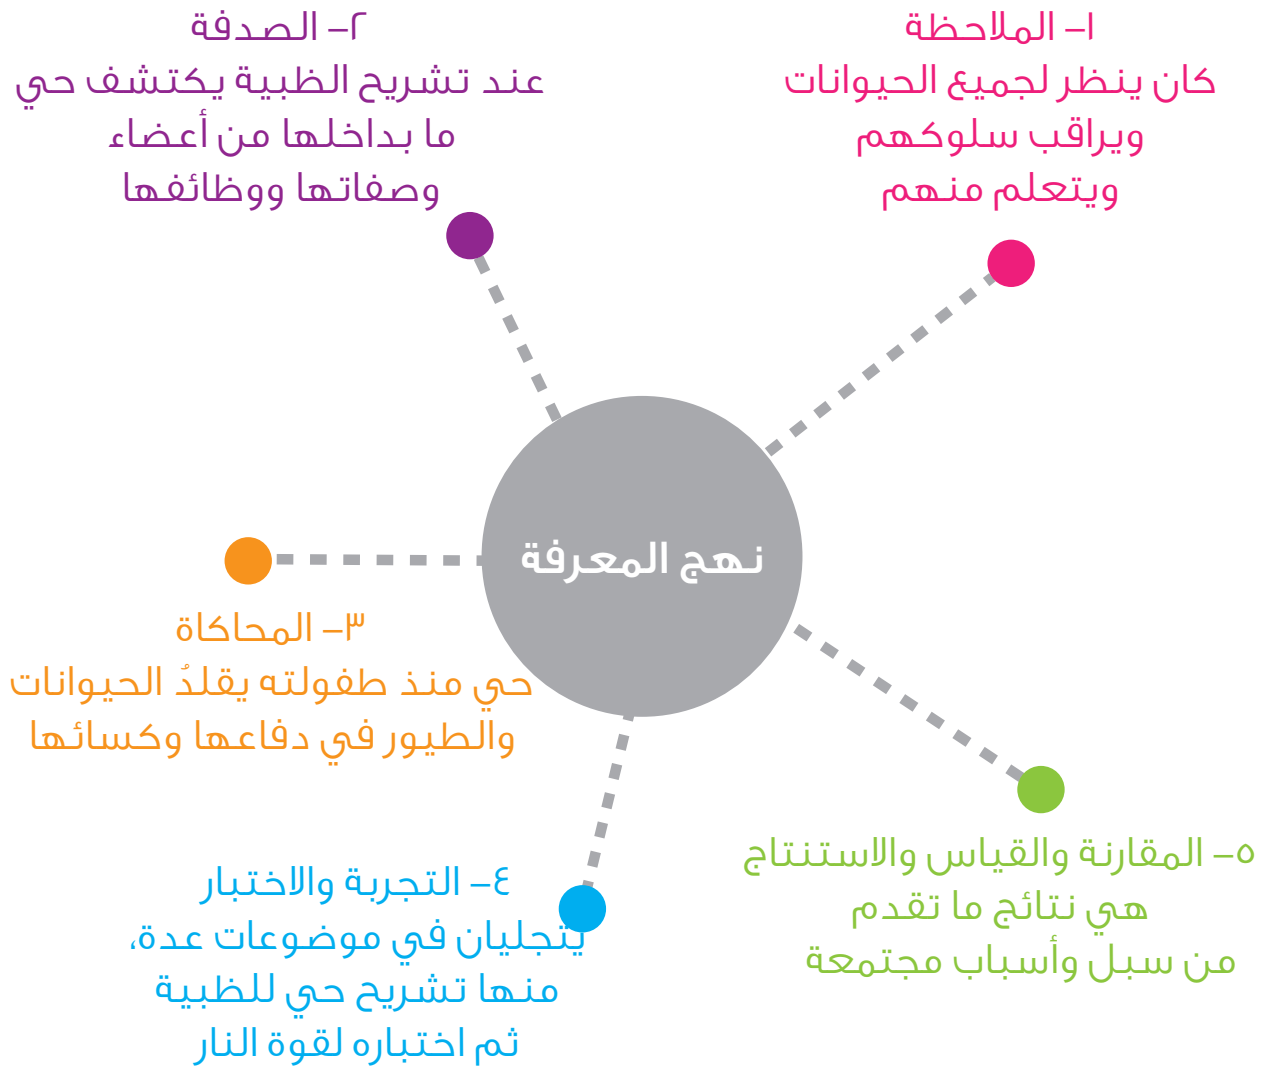 ١- الملاحظة
كان ينظر لجميع الحيوانات
ويراقب سلوكهم
ويتعلم منهم
٢- الصدفة
عند تشريح الظبية يكتشف حي
ما بداخلها من أعضاء
وصفاتها ووظائفها
نهج المعرفة
٣- المحاكاة
حي منذ طفولته يقلدُ الحيوانات
والطيور في دفاعها وكسائها
٤- التجربة والاختبار
يتجليان في موضوعات عدة،
منها تشريح حي للظبية
ثم اختباره لقوة النار
٥- المقارنة والقياس والاستنتاج
هي نتائج ما تقدم
من سبل وأسباب مجتمعة